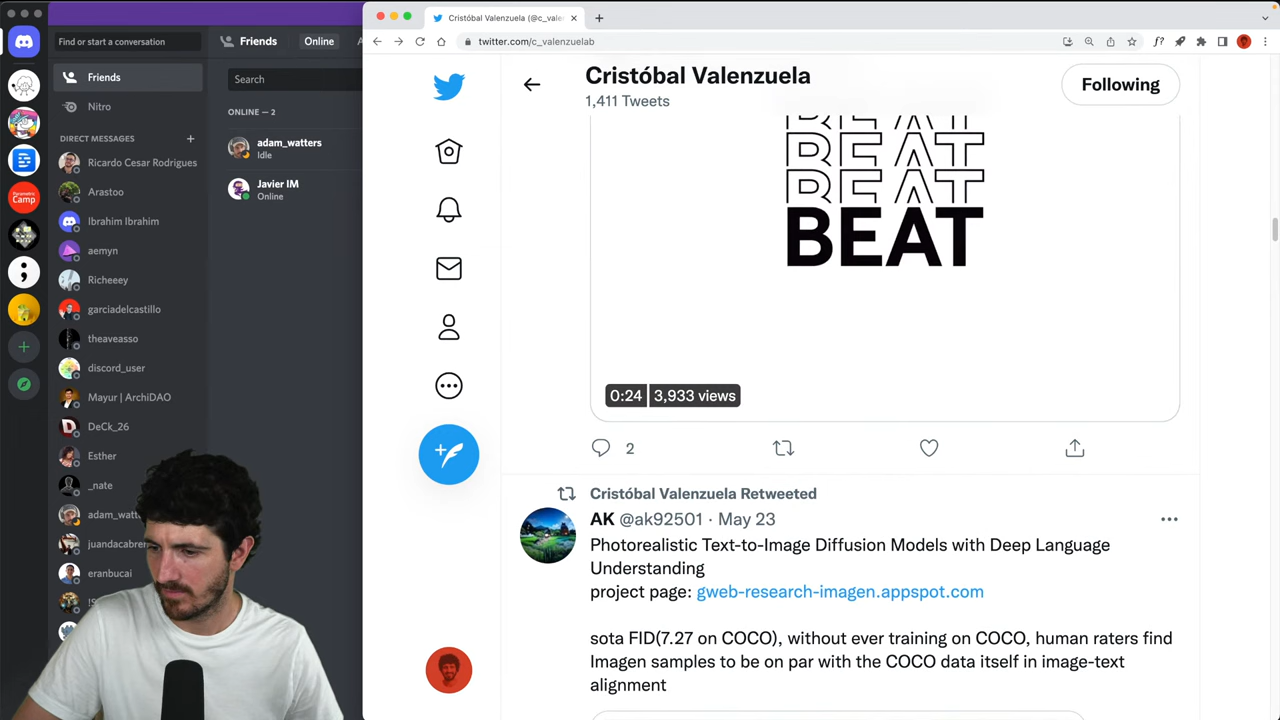 Find or start a conversation
Friends
Online
Friends
Nitro
DIRECT MESSAGES
Ricardo Cesar Rodrigues
Arastoo
Ibrahim Ibrahim
aemyn
Richeeey
garciadelcastillo
theaveasso
discord_user
Mayur | ArchiDAO
DeCk_26
Esther
_nate
adam_watt
juandacabre
eranbucai
Parametric
Camp
Search
ONLINE — 2
adam_watters
Idle
Javier IM
Online
Cristóbal Valenzuela (@c_vale
twitter.com/c_valenzuelab
Cristóbal Valenzuela
1,411 Tweets
Following
BEAT
BEAT
BEAT
BEAT
0:24 3,933 views
2
Cristóbal Valenzuela Retweeted
AK @ak92501 · May 23
Photorealistic Text-to-Image Diffusion Models with Deep Language
Understanding
project page: gweb-research-imagen.appspot.com
sota FID(7.27 on COCO), without ever training on COCO, human raters find
Imagen samples to be on par with the COCO data itself in image-text
alignment